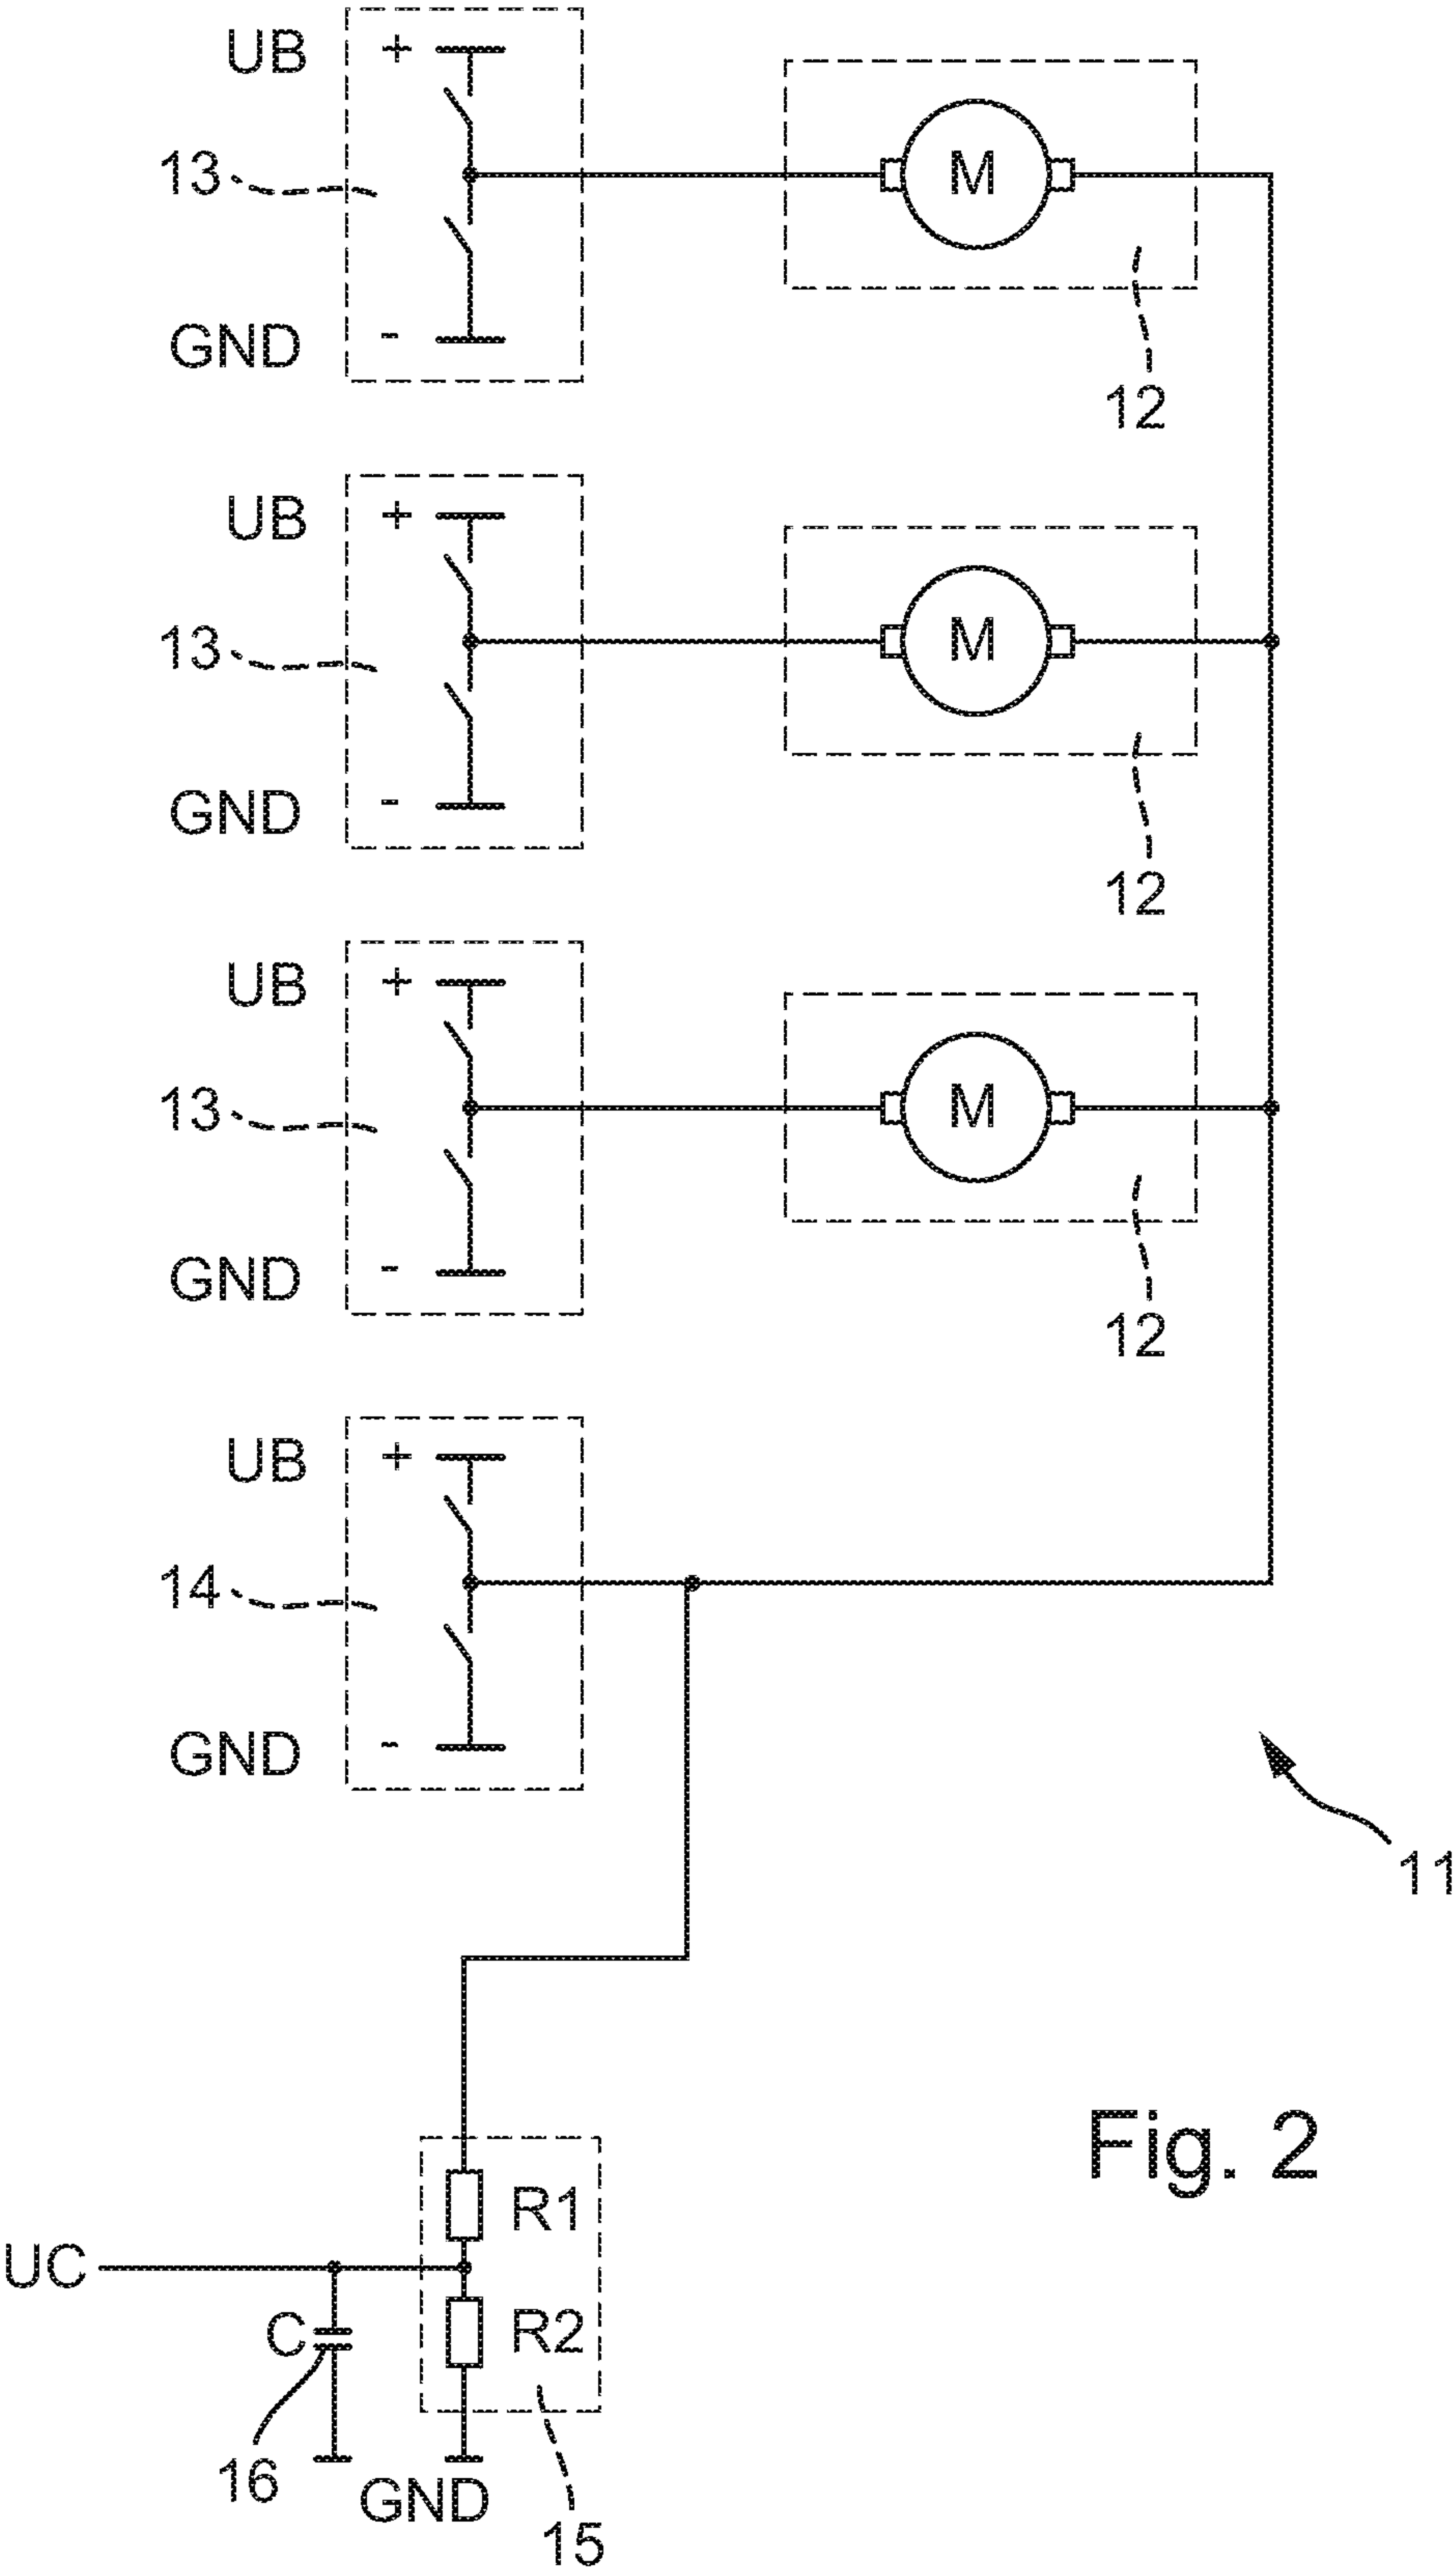 UB +
13
M
GND -
12
UB +
13
M
GND -
12
UB +
13
M
GND -
12
UB +
14
GND -
11
Fig. 2
R1
UC
C
R2
16
GND
15